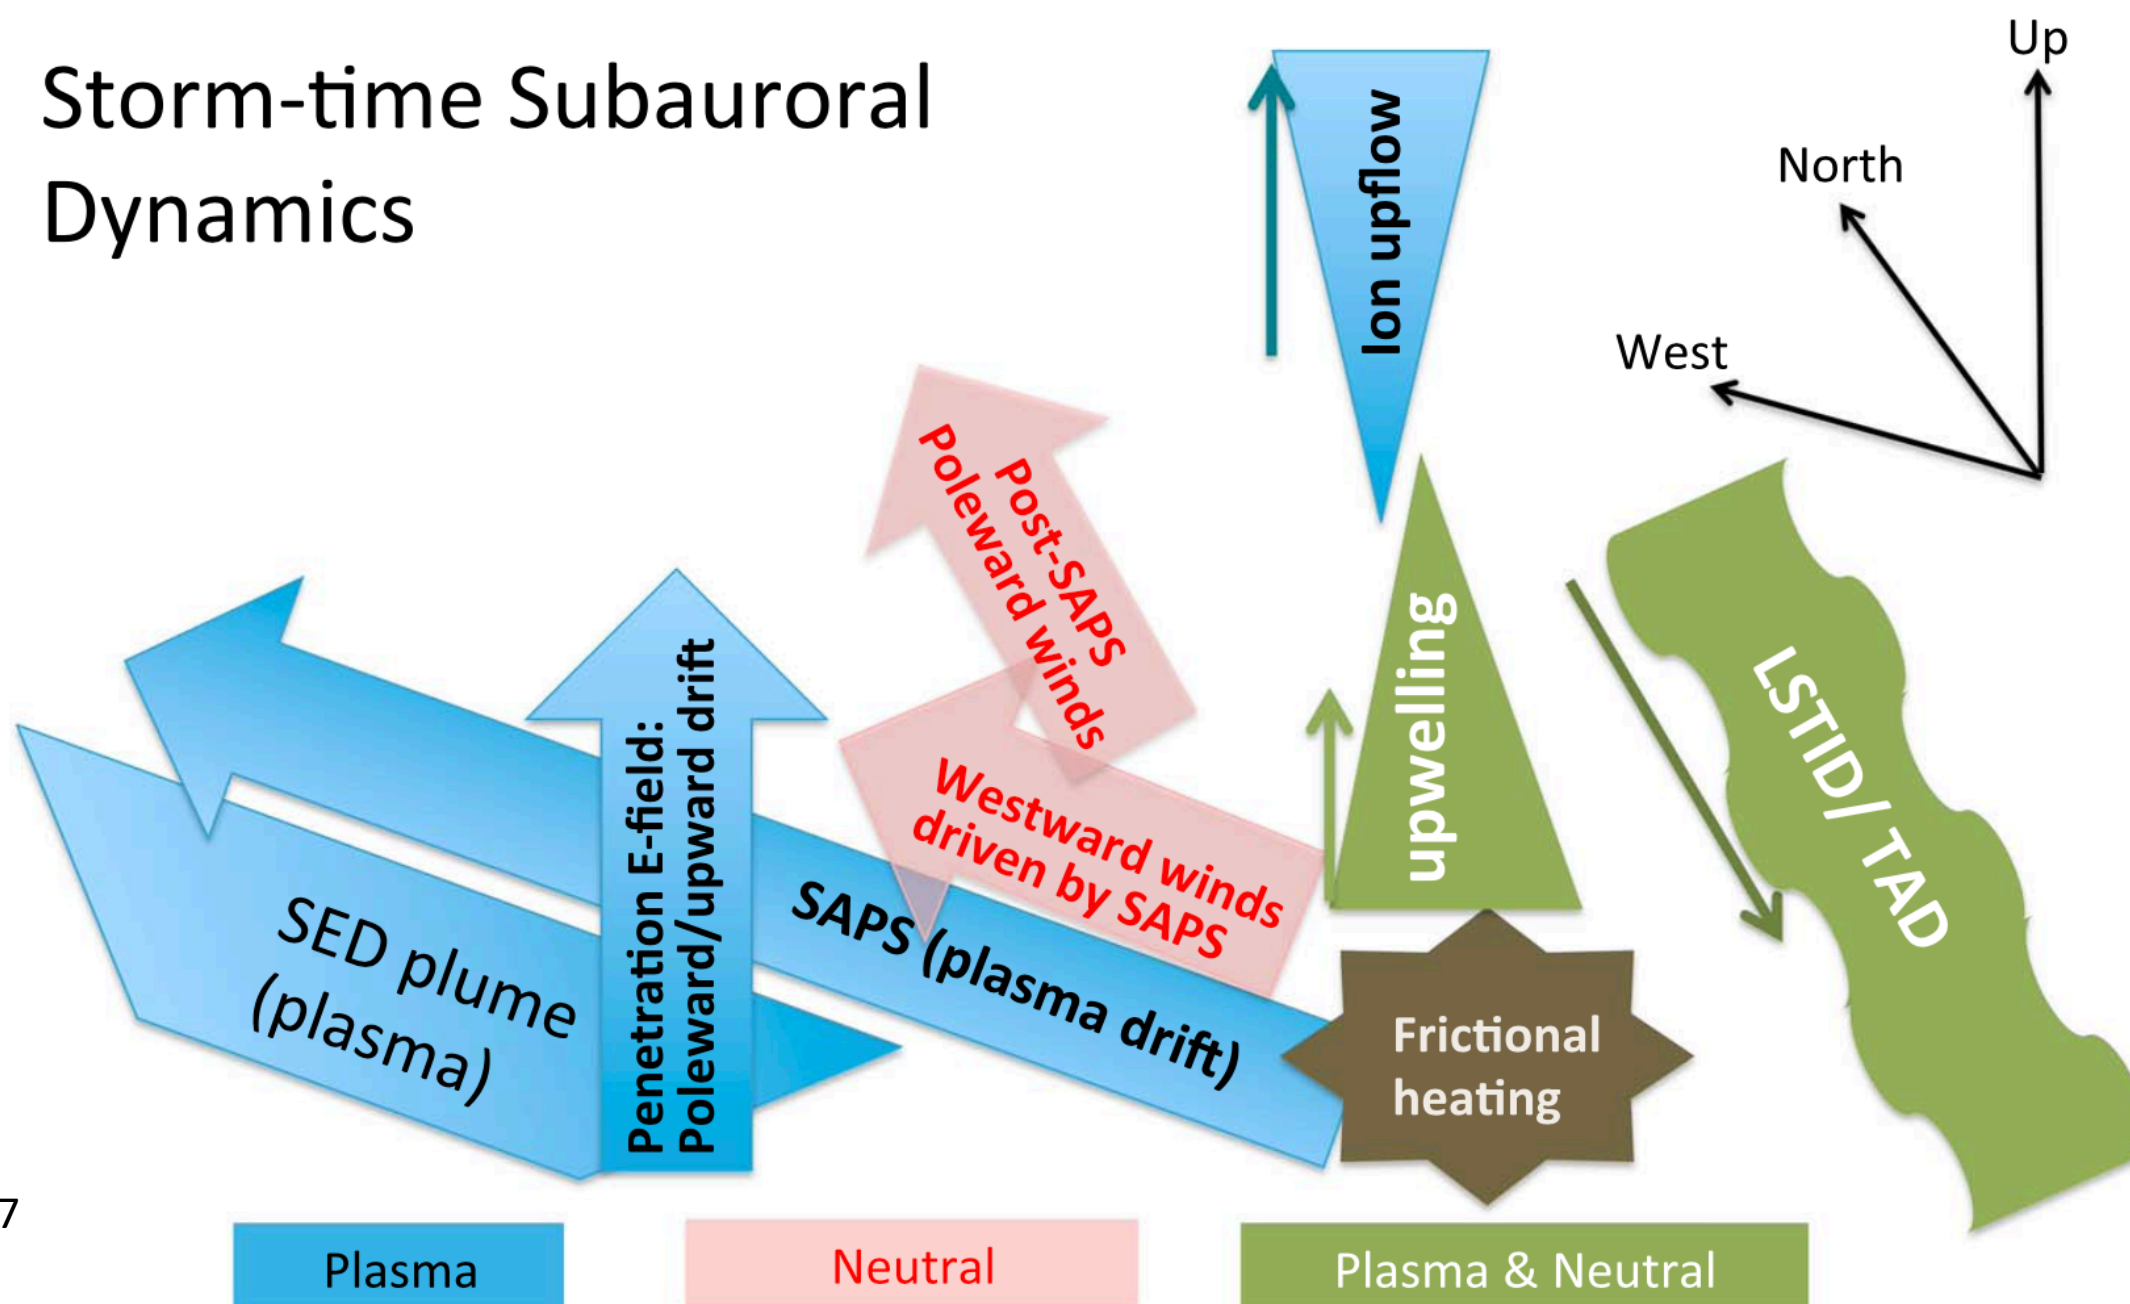 Storm-time Subauroral
Dynamics
Up
North
West
Ion upflow
Post-SAPS
Poleward winds
upwelling
LSTID/ TAD
Penetration E-field:
Poleward/upward drift
Westward winds
driven by SAPS
SAPS (plasma drift)
SED plume
(plasma)
Frictional
heating
7
Plasma
Neutral
Plasma & Neutral